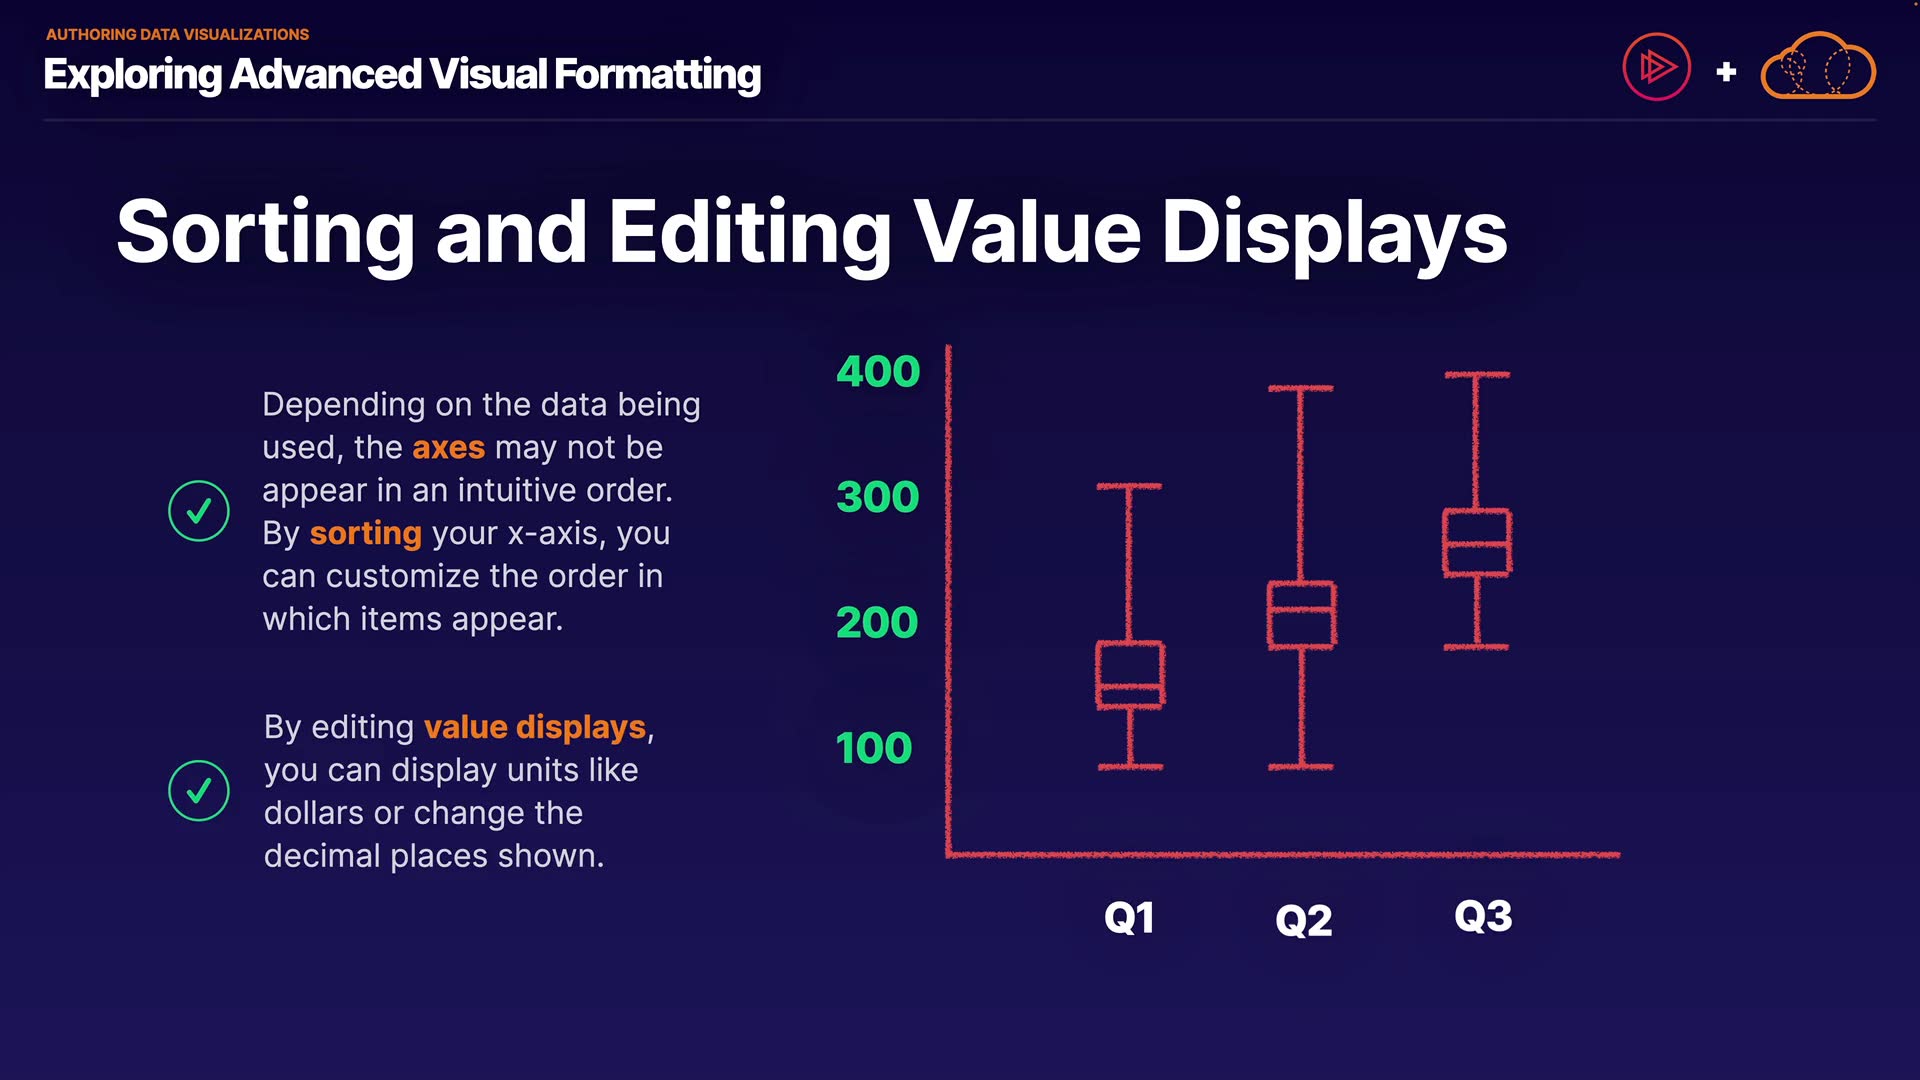 AUTHORING DATA VISUALIZATIONS
Exploring Advanced Visual Formatting
Sorting and Editing Value Displays
Depending on the data being
used, the axes may not be
appear in an intuitive order.
By sorting your x-axis, you
can customize the order in
which items appear.
By editing value displays,
you can display units like
dollars or change the
decimal places shown.
400
300
200
100
Q1
Q2
Q3